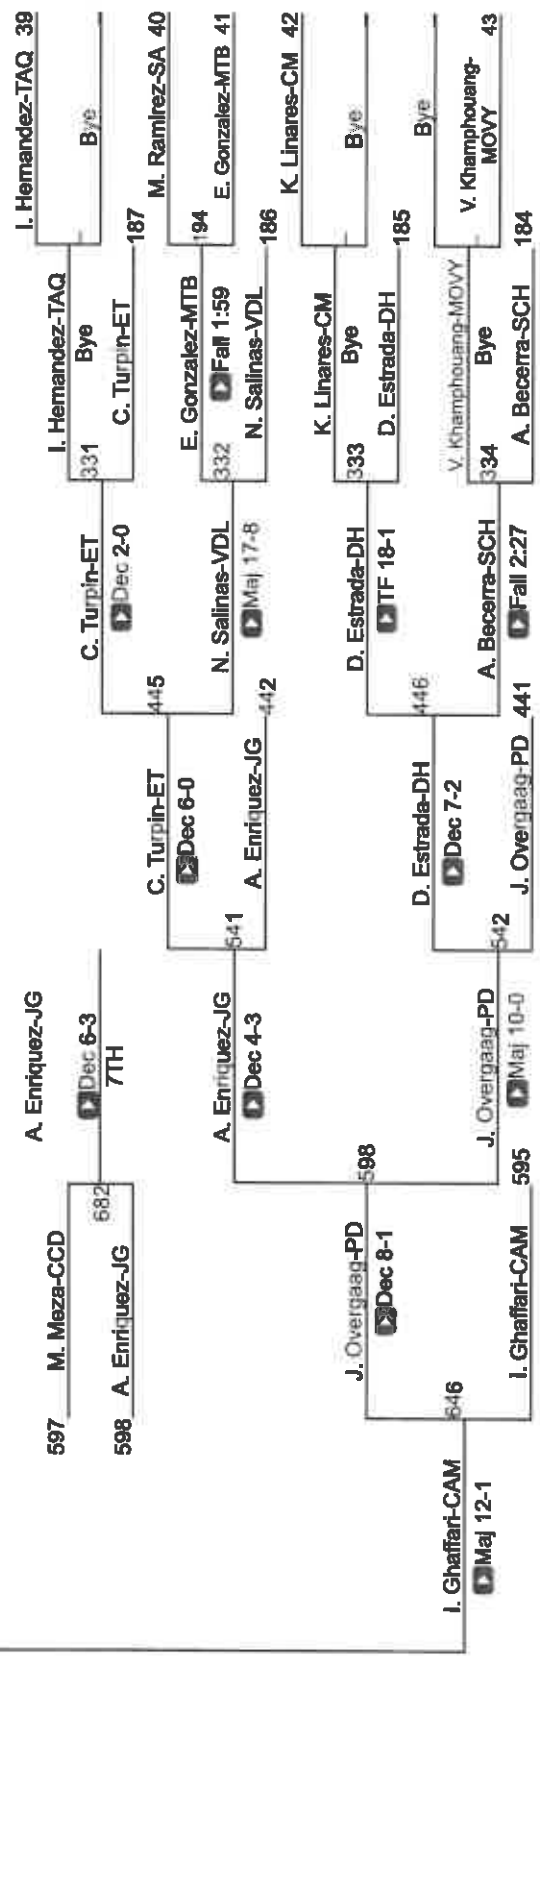 I. Ghaffari-CAM
Maj 12-1
597 M. Meza-CCD
598 A. Enriquez-JG
682
J. Overgaag-PD
Dec 8-1
646
I. Ghaffari-CAM 595
A. Enriquez-JG
Dec 6-3
7TH
A. Enriquez-JG
Dec 4-3
598
J. Overgaag-PD
Maj 10-0
C. Turpin-ET
Dec 6-0
541
A. Enriquez-JG 442
D. Estrada-DH
Dec 7-2
542
J. Overgaag-PD 441
C. Turpin-ET
Dec 2-0
445
N. Salinas-VDL
Maj 17-8
D. Estrada-DH
TF 18-1
446
A. Becerra-SCH
Fall 2:27
I. Hernandez-TAQ
331 Bye
C. Turpin-ET 187
E. Gonzalez-MTB
332 Fall 1:59
N. Salinas-VDL 186
K. Linares-CM
333 Bye
D. Estrada-DH 185
V. Khamphouang-MOVY
334 Bye
A. Becerra-SCH 184
I. Hernandez-TAQ 39
Bye
M. Ramirez-SA 40
194
E. Gonzalez-MTB 41
K. Linares-CM 42
Bye
Bye
V. Khamphouang- 43
MOVY